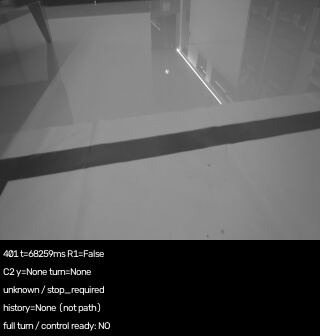 401 t=68259ms R1=False
C2 y=None turn=None
unknown / stop_required
history=None (not path)
full turn / control ready: NO